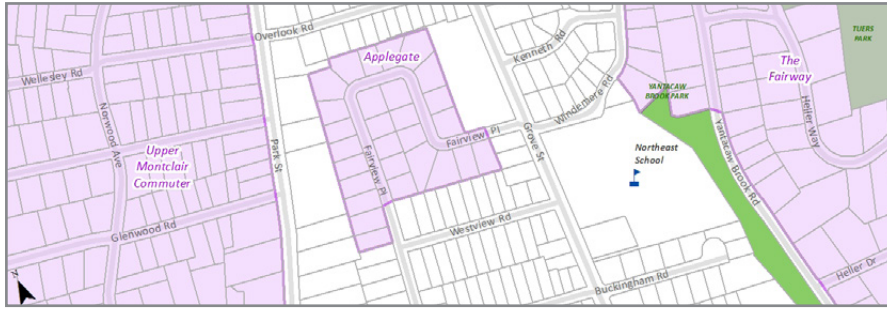 Overlook Rd
Applegate
Kenneth Rd
TUERS
PARK
The
Fairway
Wellesley Rd
Windemere Rd
YANTACAW
BROOK PARK
Norwood Ave
Heller Way
Park St
Fairview Pl
Grove St
Yantacaw Brook Rd
Upper
Montclair
Commuter
Fairview Pl
Northeast
School
Westview Rd
Glenwood Rd
Heller Dr
Buckingham Rd
N